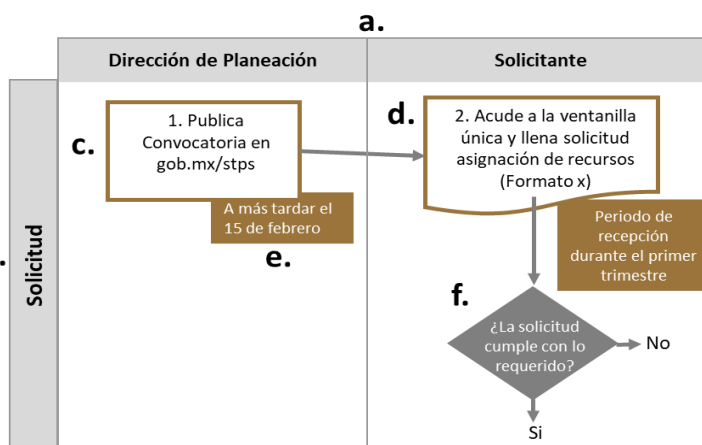 a.
Dirección de Planeación
Solicitante
c.
1. Publica
Convocatoria en
gob.mx/stps
A más tardar el
15 de febrero
e.
d.
2. Acude a la ventanilla
única y llena solicitud
asignación de recursos
(Formato x)
Periodo de
recepción
durante el primer
trimestre
Solicitud
f.
¿La solicitud
cumple con lo
requerido?
No
Si